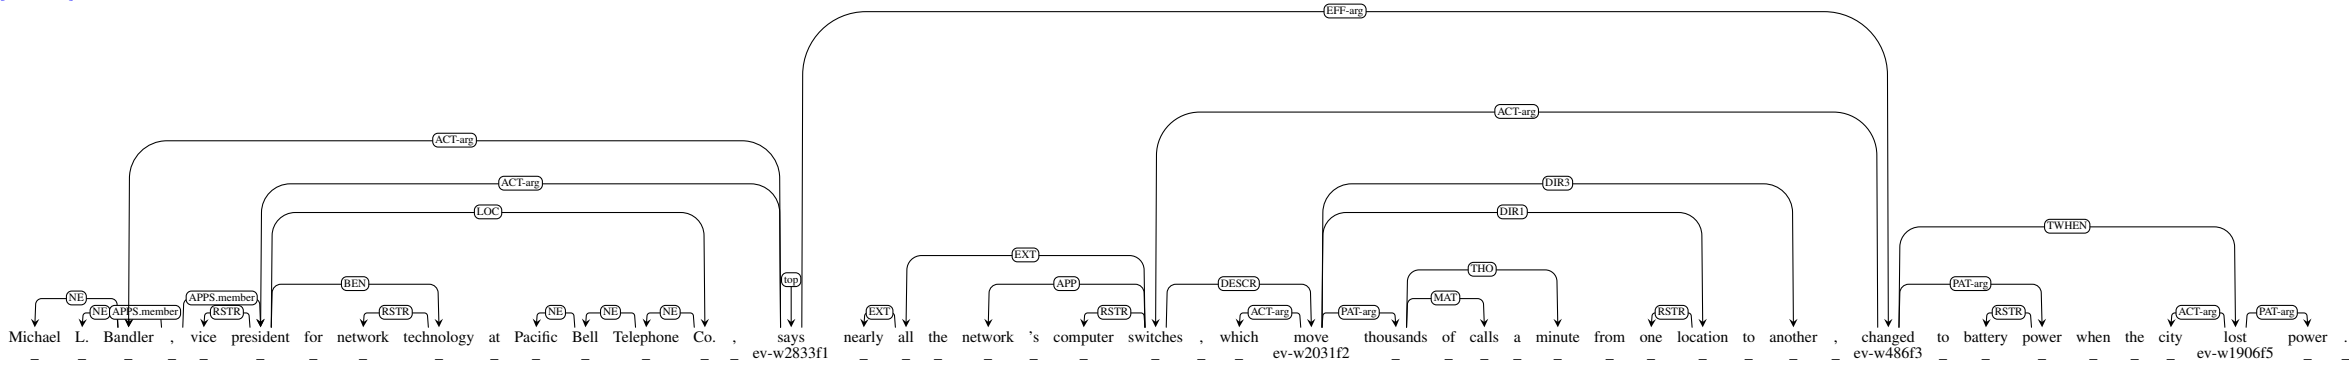 EFF-arg
ACT-arg
ACT-arg
ACT-arg DIR3
LOC DIR1
TWHEN
EXT
top THO
BEN APP DESCR PAT-arg
NE APPS.member MAT
NE APPS.member RSTR RSTR NE NE NE EXT RSTR ACT-arg PAT-arg RSTR RSTR ACT-arg PAT-arg
Michael L. Bandler , vice president for network technology at Pacific Bell Telephone Co. , says nearly all the network 's computer switches , which move thousands of calls a minute from one location to another , changed to battery power when the city lost power .
_ _ _ _ _ _ _ _ _ _ _ _ _ _ _ ev-w2833f1 _ _ _ _ _ _ _ _ _ ev-w2031f2 _ _ _ _ _ _ _ _ _ _ _ ev-w486f3 _ _ _ _ _ _ ev-w1906f5 _ _